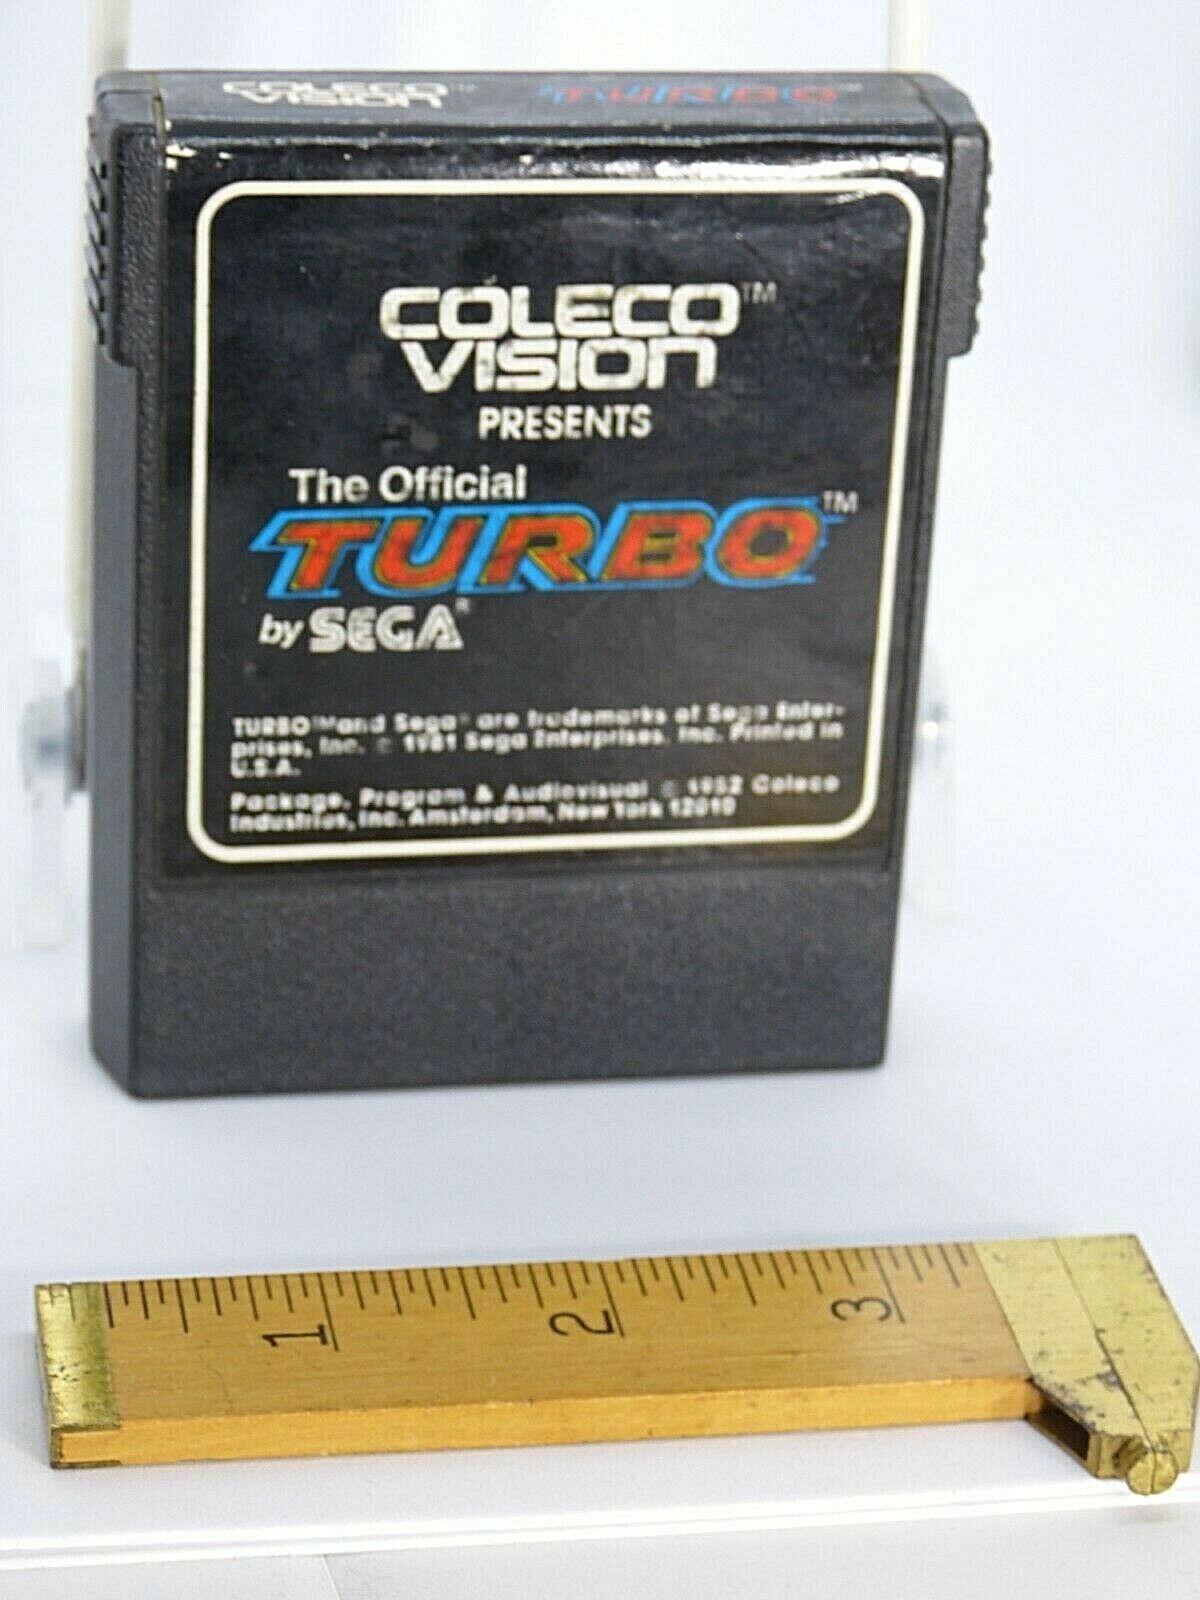 COLECO VISION™ TURBO™
COLECO™
VISION
PRESENTS
The Official
TURBO™
by SEGA®
TURBO™ and Sega® are trademarks of Sega Enter-
prises, Inc. © 1981 Sega Enterprises, Inc. Printed in
U.S.A.
Package, Program & Audiovisual © 1982 Coleco
Industries, Inc. Amsterdam, New York 12010
1 2 3